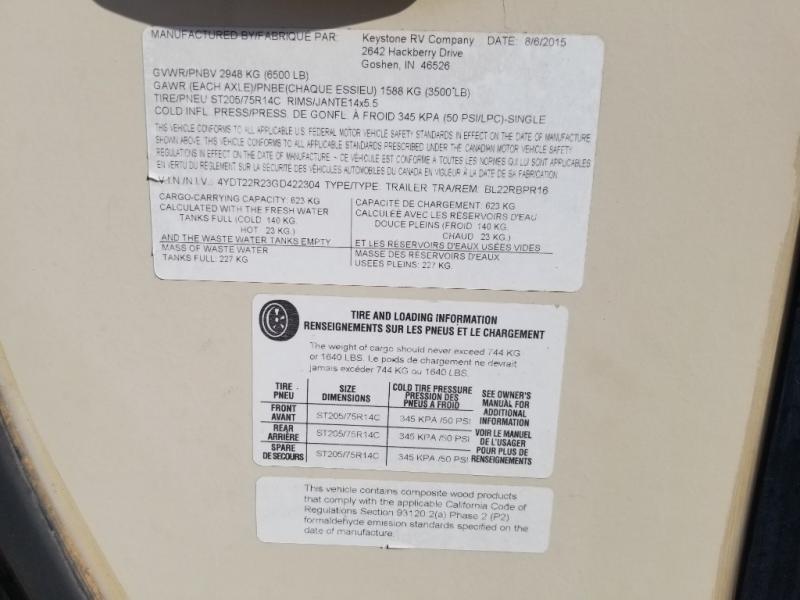 MANUFACTURED BY/FABRIQUE PAR: Keystone RV Company DATE: 8/6/2015
2642 Hackberry Drive
Goshen, IN 46526
GVWR/PNBV 2948 KG (6500 LB)
GAWR (EACH AXLE)/PNBE(CHAQUE ESSIEU) 1588 KG (3500 LB)
TIRE/PNEU ST205/75R14C RIMS/JANTE14x5.5
COLD INFL. PRESS/PRESS. DE GONFL. À FROID 345 KPA (50 PSI/LPC)-SINGLE
THIS VEHICLE CONFORMS TO ALL APPLICABLE U.S. FEDERAL MOTOR VEHICLE SAFETY STANDARDS IN EFFECT ON THE DATE OF MANUFACTURE
SHOWN ABOVE. THIS VEHICLE CONFORMS TO ALL APPLICABLE STANDARDS PRESCRIBED UNDER THE CANADIAN MOTOR VEHICLE SAFETY
REGULATIONS IN EFFECT ON THE DATE OF MANUFACTURE. ~ CE VÉHICULE EST CONFORME A TOUTES LES NORMES QUI LUI SONT APPLICABLES
EN VERTU DU RÈGLEMENT SUR LA SÉCURITÉ DES VÉHICULES AUTOMOBILES DU CANADA EN VIGUEUR À LA DATE DE SA FABRICATION.
V.I.N./N.I.V.: 4YDT22R23GD422304 TYPE/TYPE: TRAILER TRA/REM: BL22RBPR16
CARGO-CARRYING CAPACITY: 623 KG
CALCULATED WITH THE FRESH WATER
TANKS FULL (COLD 140 KG.
HOT 23 KG.)
AND THE WASTE WATER TANKS EMPTY
MASS OF WASTE WATER
TANKS FULL: 227 KG
CAPACITE DE CHARGEMENT: 623 KG
CALCULÉE AVEC LES RÉSERVOIRS D'EAU
DOUCE PLEINS (FROID 140 KG.
CHAUD 23 KG.)
ET LES RÉSERVOIRS D'EAUX USÉES VIDES
MASSE DES RÉSERVOIRS D'EAUX
USÉES PLEINS: 227 KG.
TIRE AND LOADING INFORMATION
RENSEIGNEMENTS SUR LES PNEUS ET LE CHARGEMENT
The weight of cargo should never exceed 744 KG
or 1640 LBS. Le poids de chargement ne devrait
jamais excéder 744 KG ou 1640 LBS.
TIRE PNEU
SIZE DIMENSIONS
COLD TIRE PRESSURE
PRESSION DES
PNEUS A FROID
FRONT AVANT ST205/75R14C 345 KPA /50 PSI
REAR ARRIÈRE ST205/75R14C 345 KPA /50 PSI
SPARE DE SECOURS ST205/75R14C 345 KPA /50 PSI
SEE OWNER'S
MANUAL FOR
ADDITIONAL
INFORMATION
VOIR LE MANUEL
DE L'USAGER
POUR PLUS DE
RENSEIGNEMENTS
This vehicle contains composite wood products
that comply with the applicable California Code of
Regulations Section 93120.2(a) Phase 2 (P2)
formaldehyde emission standards specified on the
date of manufacture.